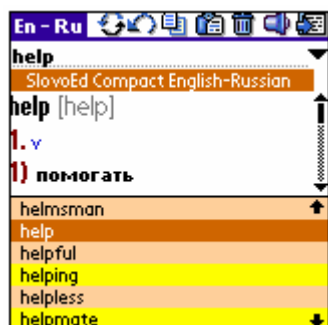 En - Ru
help
SlovoEd Compact English-Russian
help [help]
1. v
1) помогать
helmsman
help
helpful
helping
helpless
helpmate